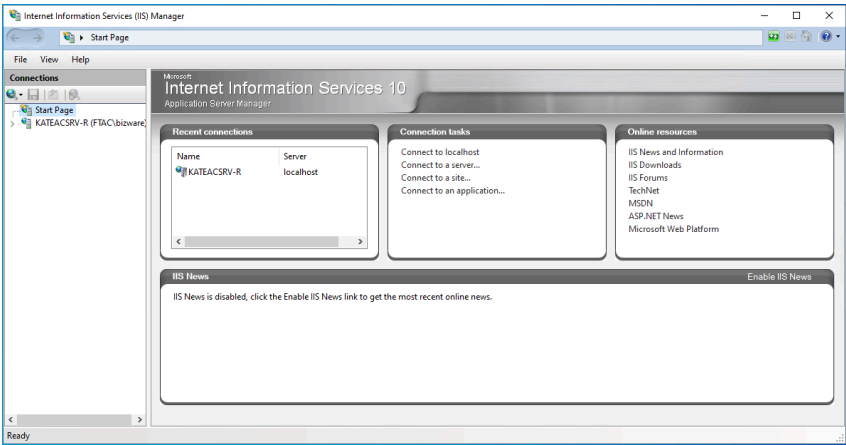 Internet Information Services (IIS) Manager
Start Page
File View Help
Connections
Start Page
KATEACSRV-R (FTAC\bizware)
Microsoft
Internet Information Services 10
Application Server Manager
Recent connections
Name Server
KATEACSRV-R localhost
Connection tasks
Connect to localhost
Connect to a server...
Connect to a site...
Connect to an application...
Online resources
IIS News and Information
IIS Downloads
IIS Forums
TechNet
MSDN
ASP.NET News
Microsoft Web Platform
IIS News Enable IIS News
IIS News is disabled, click the Enable IIS News link to get the most recent online news.
Ready